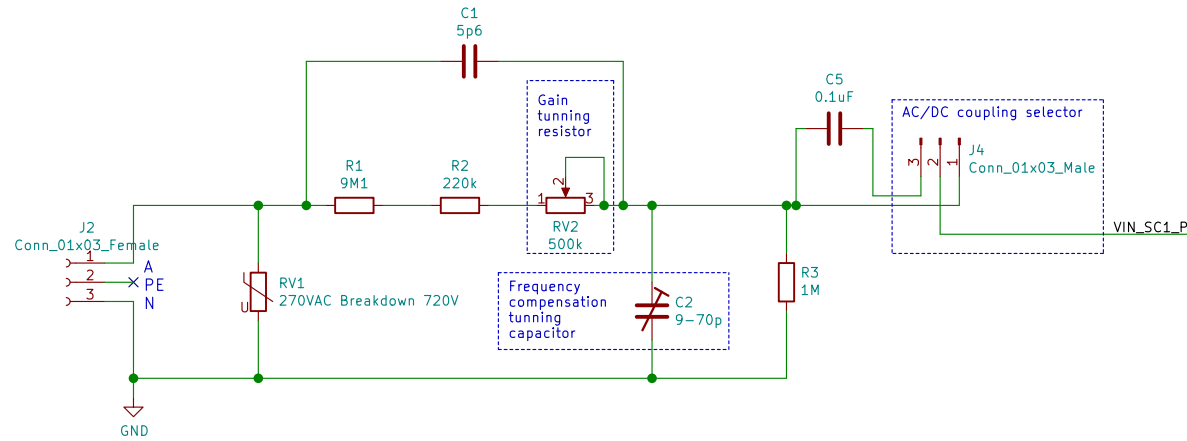 C1
5p6
Gain
tunning
resistor
C5
0.1uF
AC/DC coupling selector
3
2
1
J4
Conn_01x03_Male
R1
9M1
R2
220k
1
2
3
RV2
500k
J2
Conn_01x03_Female
1
2
3
A
PE
N
VIN_SC1_P
U
RV1
270VAC Breakdown 720V
Frequency
compensation
tunning
capacitor
C2
9-70p
R3
1M
GND